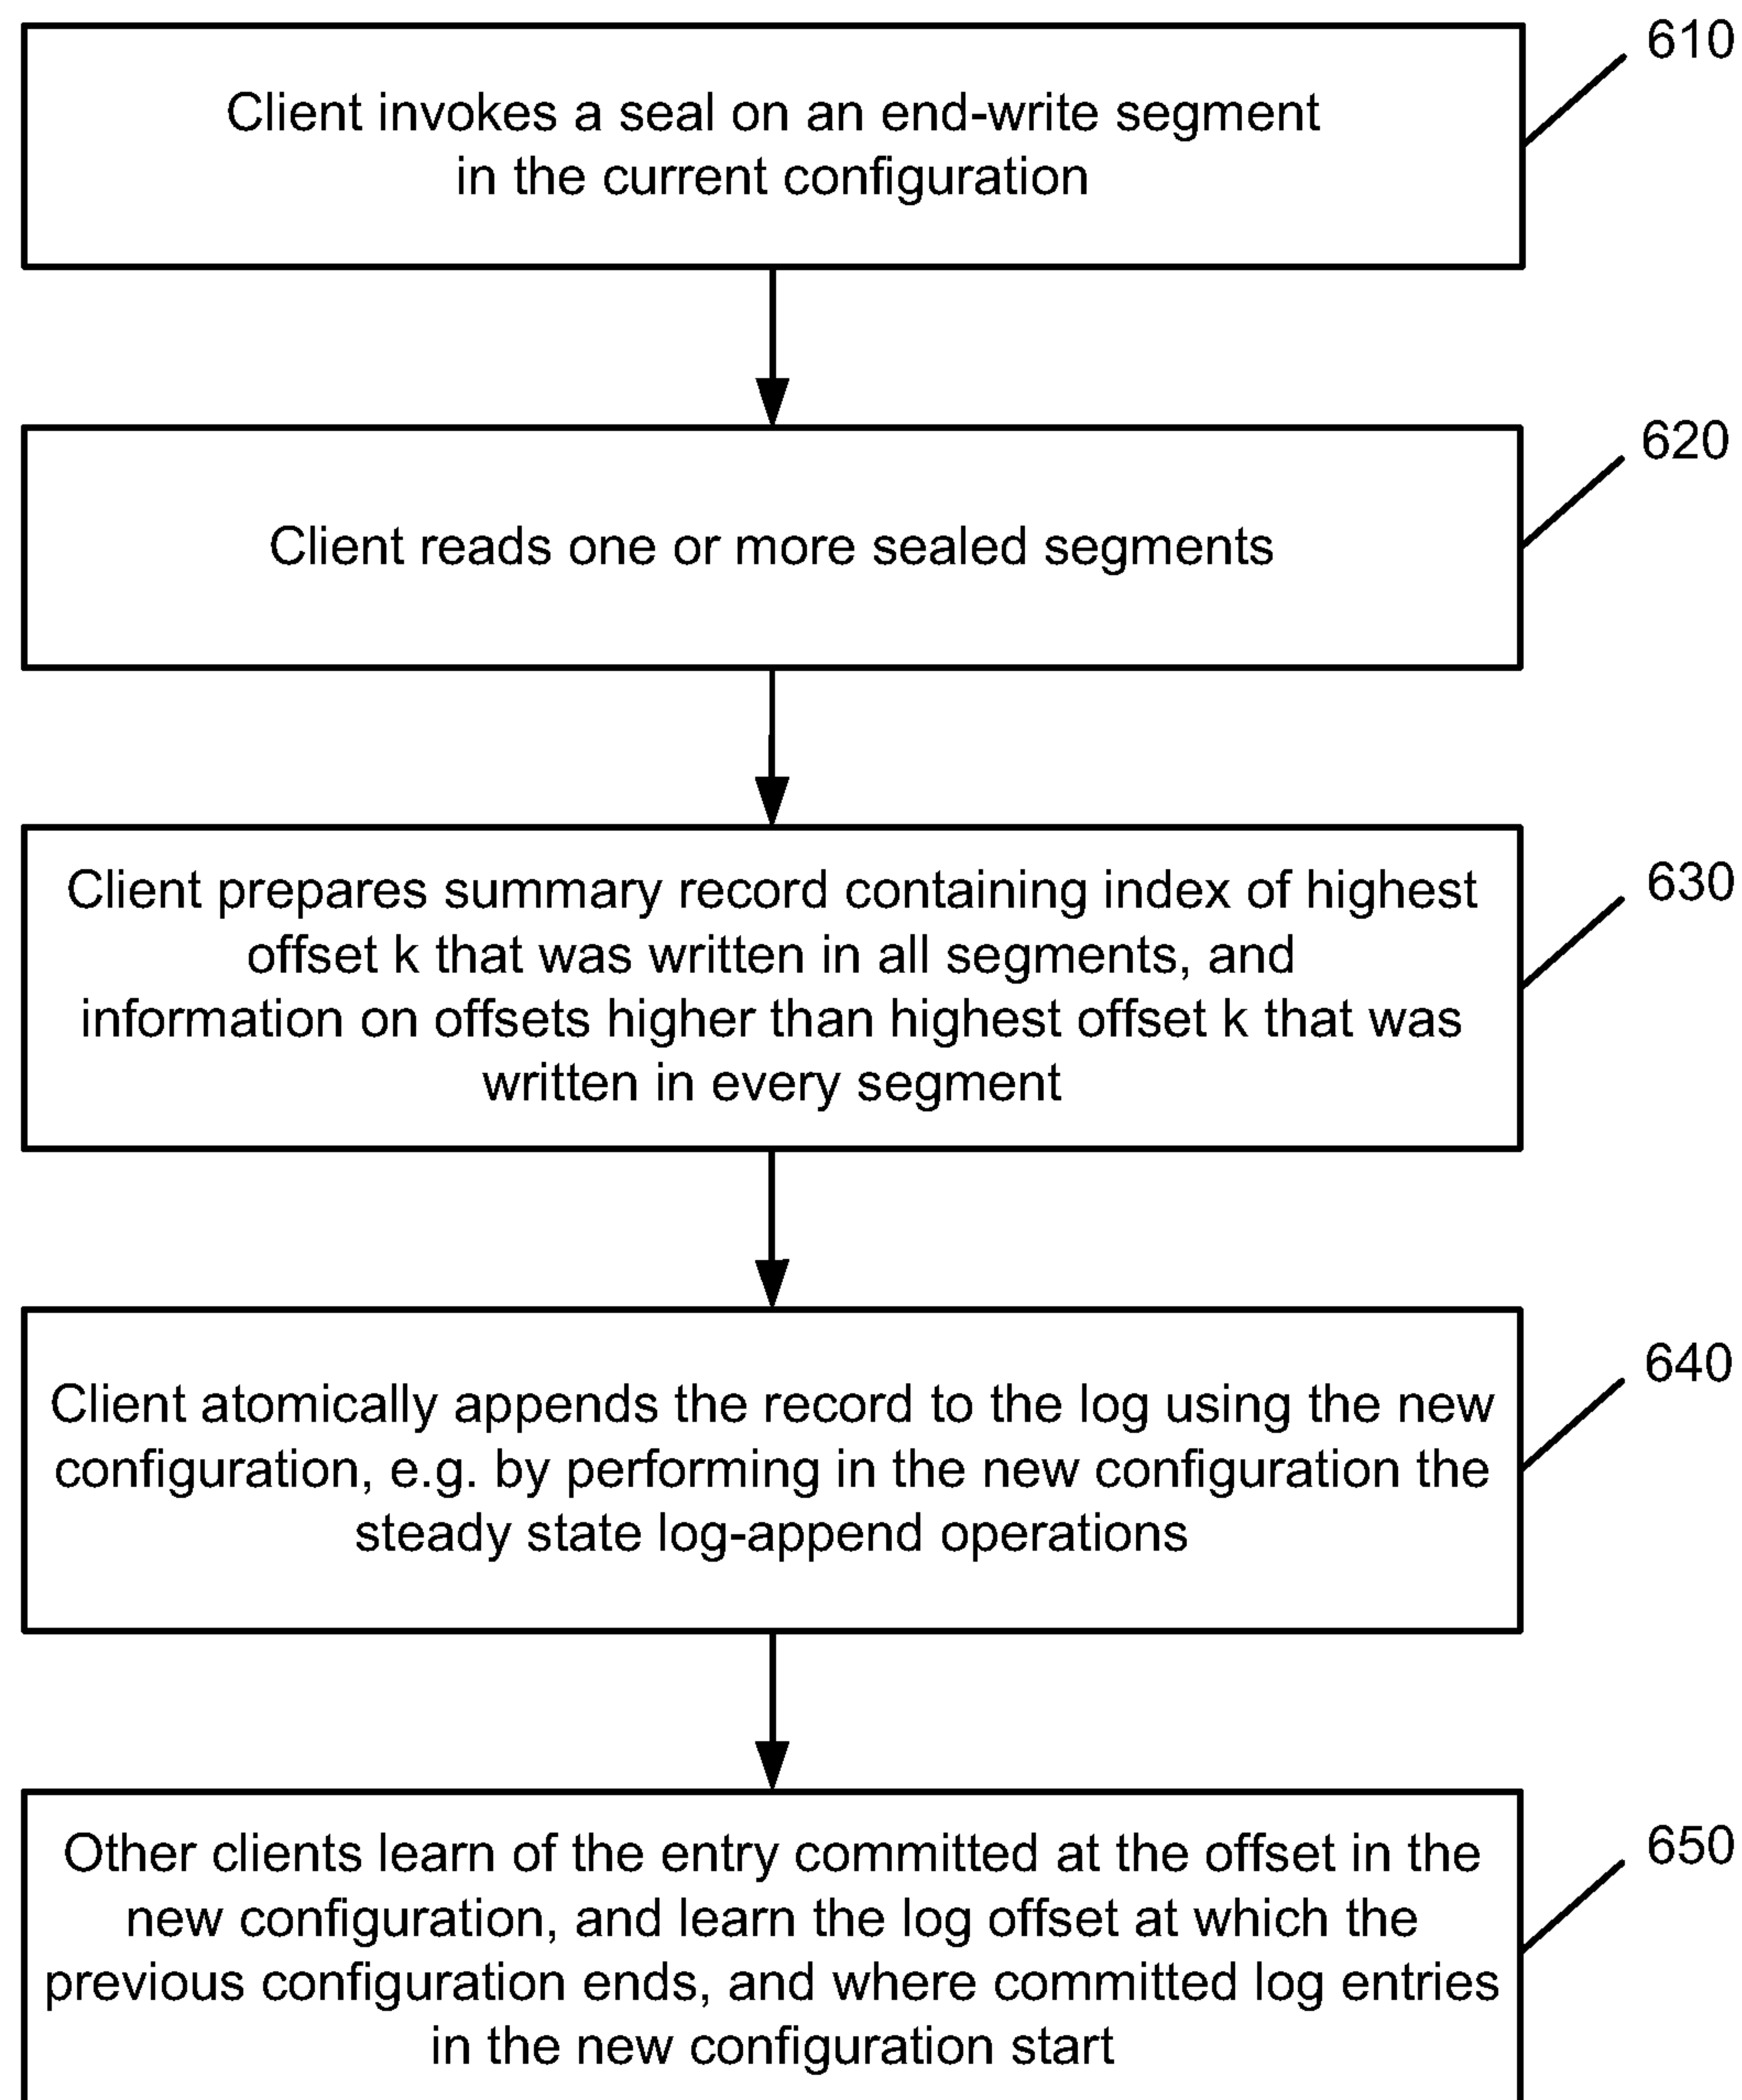 610
Client invokes a seal on an end-write segment
in the current configuration
620
Client reads one or more sealed segments
630
Client prepares summary record containing index of highest
offset k that was written in all segments, and
information on offsets higher than highest offset k that was
written in every segment
640
Client atomically appends the record to the log using the new
configuration, e.g. by performing in the new configuration the
steady state log-append operations
650
Other clients learn of the entry committed at the offset in the
new configuration, and learn the log offset at which the
previous configuration ends, and where committed log entries
in the new configuration start